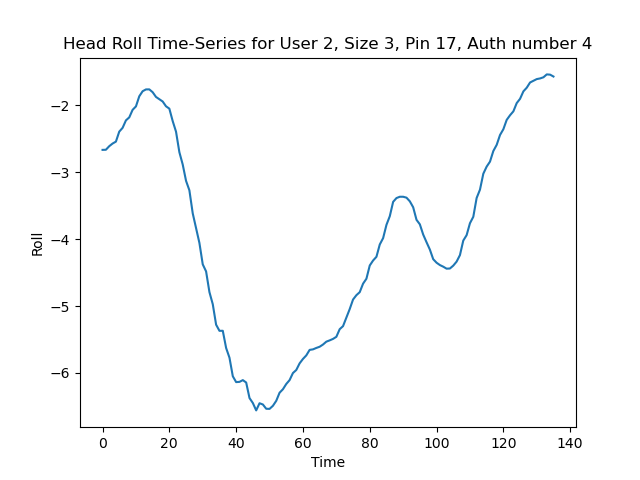 Head Roll Time-Series for User 2, Size 3, Pin 17, Auth number 4
Roll
−2
−3
−4
−5
−6
0 20 40 60 80 100 120 140
Time